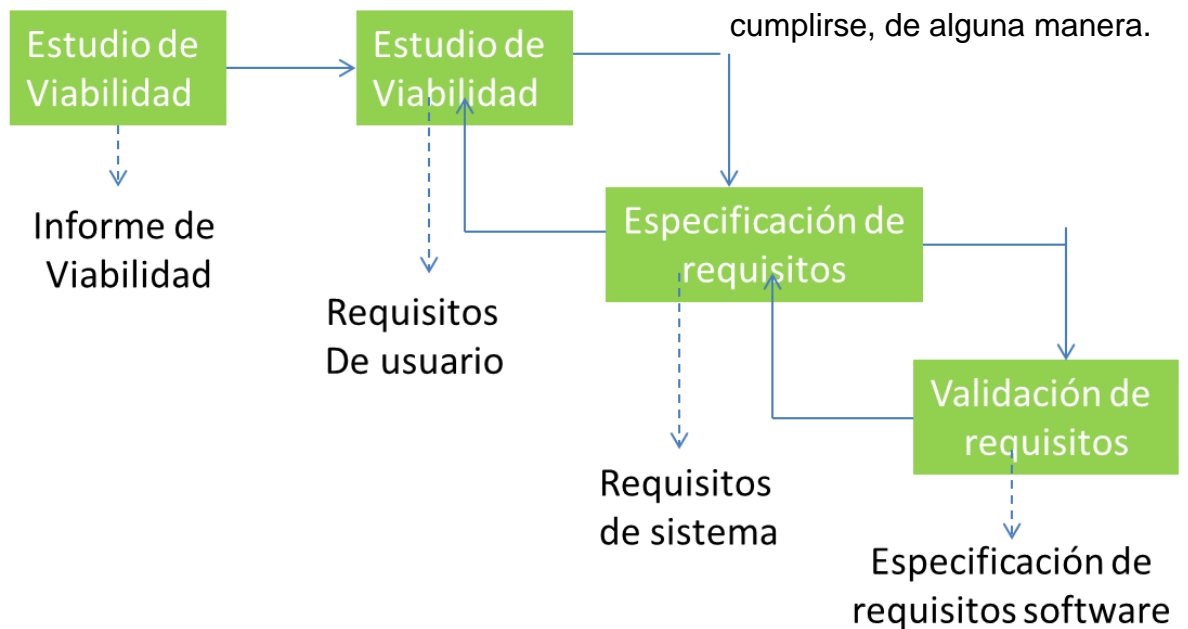 cumplirse, de alguna manera.
Estudio de
Viabilidad
Estudio de
Viabilidad
Informe de
Viabilidad
Requisitos
De usuario
Especificación de
requisitos
Requisitos
de sistema
Validación de
requisitos
Especificación de
requisitos software